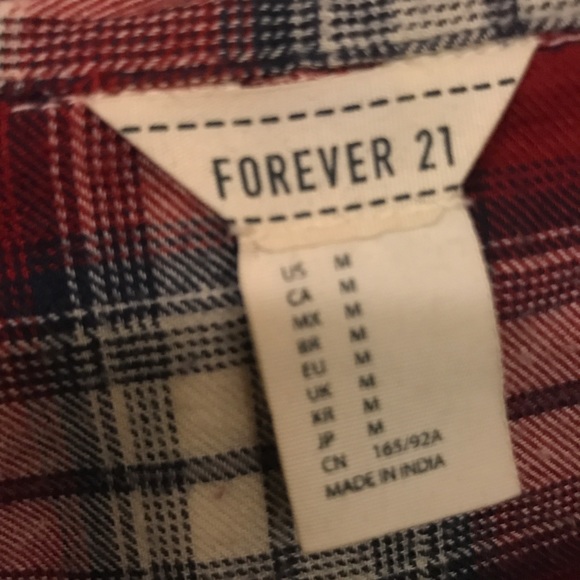 FOREVER 21
US M
CA M
MX M
BR M
EU M
UK M
KR M
JP M
CN 165/92A
MADE IN INDIA